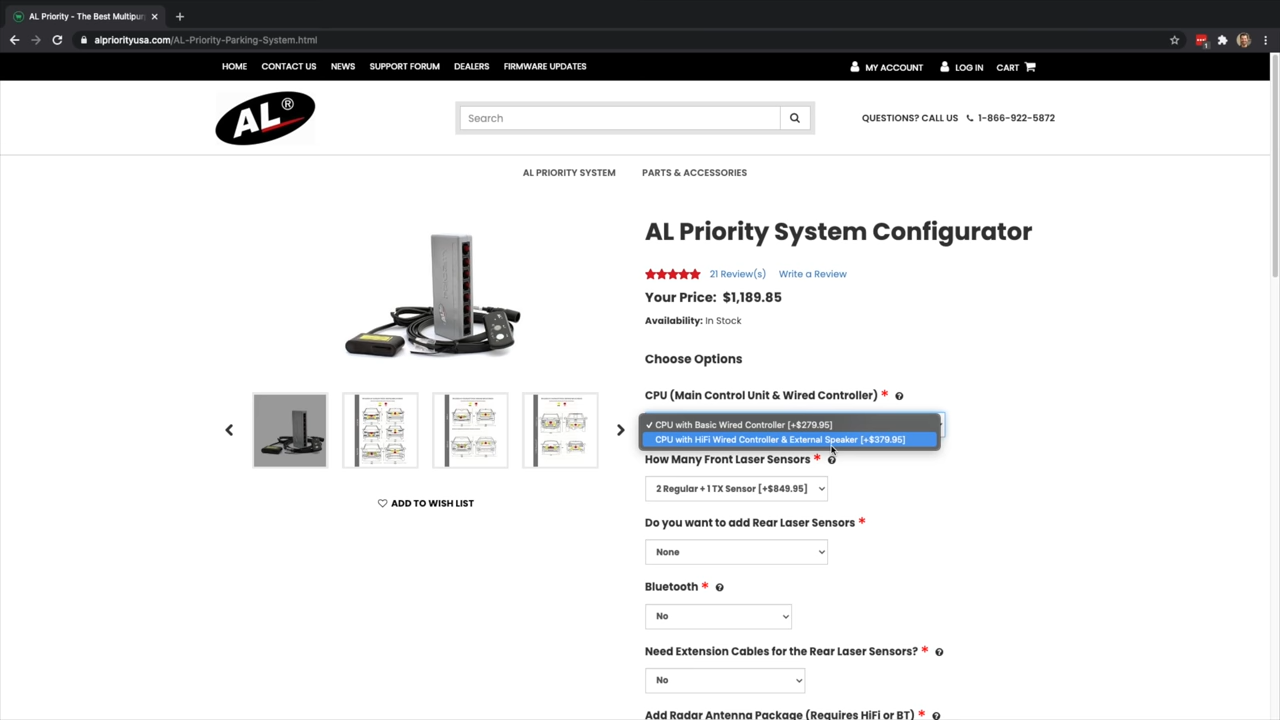 AL Priority - The Best Multipur
alpriorityusa.com/AL-Priority-Parking-System.html
1
HOME CONTACT US NEWS SUPPORT FORUM DEALERS FIRMWARE UPDATES MY ACCOUNT LOG IN CART
AL®
Search
QUESTIONS? CALL US 1-866-922-5872
AL PRIORITY SYSTEM PARTS & ACCESSORIES
AL Priority System Configurator
21 Review(s) Write a Review
Your Price: $1,189.85
Availability: In Stock
Choose Options
CPU (Main Control Unit & Wired Controller) *
✓ CPU with Basic Wired Controller [+$279.95]
CPU with HiFi Wired Controller & External Speaker [+$379.95]
How Many Front Laser Sensors *
2 Regular + 1 TX Sensor [+$849.95]
ADD TO WISH LIST
Do you want to add Rear Laser Sensors *
None
Bluetooth *
No
Need Extension Cables for the Rear Laser Sensors? *
No
Add Radar Antenna Package (Requires HiFi or BT) *